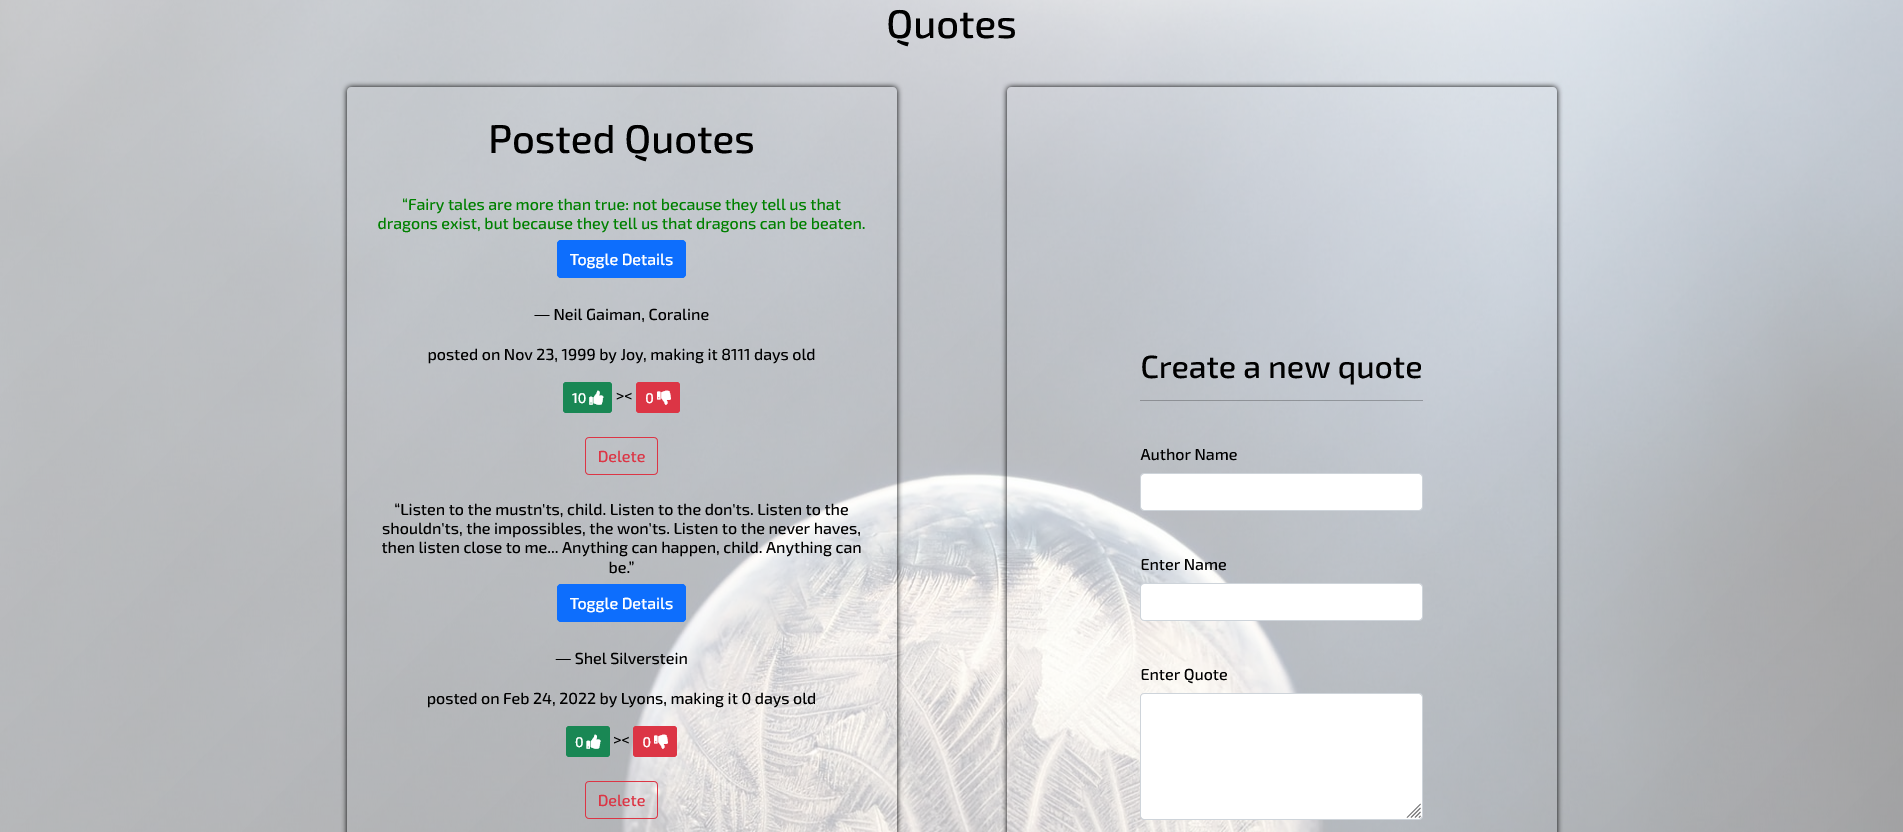 Quotes
Posted Quotes
“Fairy tales are more than true: not because they tell us that
dragons exist, but because they tell us that dragons can be beaten.
Toggle Details
— Neil Gaiman, Coraline
posted on Nov 23, 1999 by Joy, making it 8111 days old
10 >< 0
Delete
“Listen to the mustn'ts, child. Listen to the don'ts. Listen to the
shouldn'ts, the impossibles, the won'ts. Listen to the never haves,
then listen close to me... Anything can happen, child. Anything can
be.”
Toggle Details
— Shel Silverstein
posted on Feb 24, 2022 by Lyons, making it 0 days old
0 >< 0
Delete
Create a new quote
Author Name
Enter Name
Enter Quote